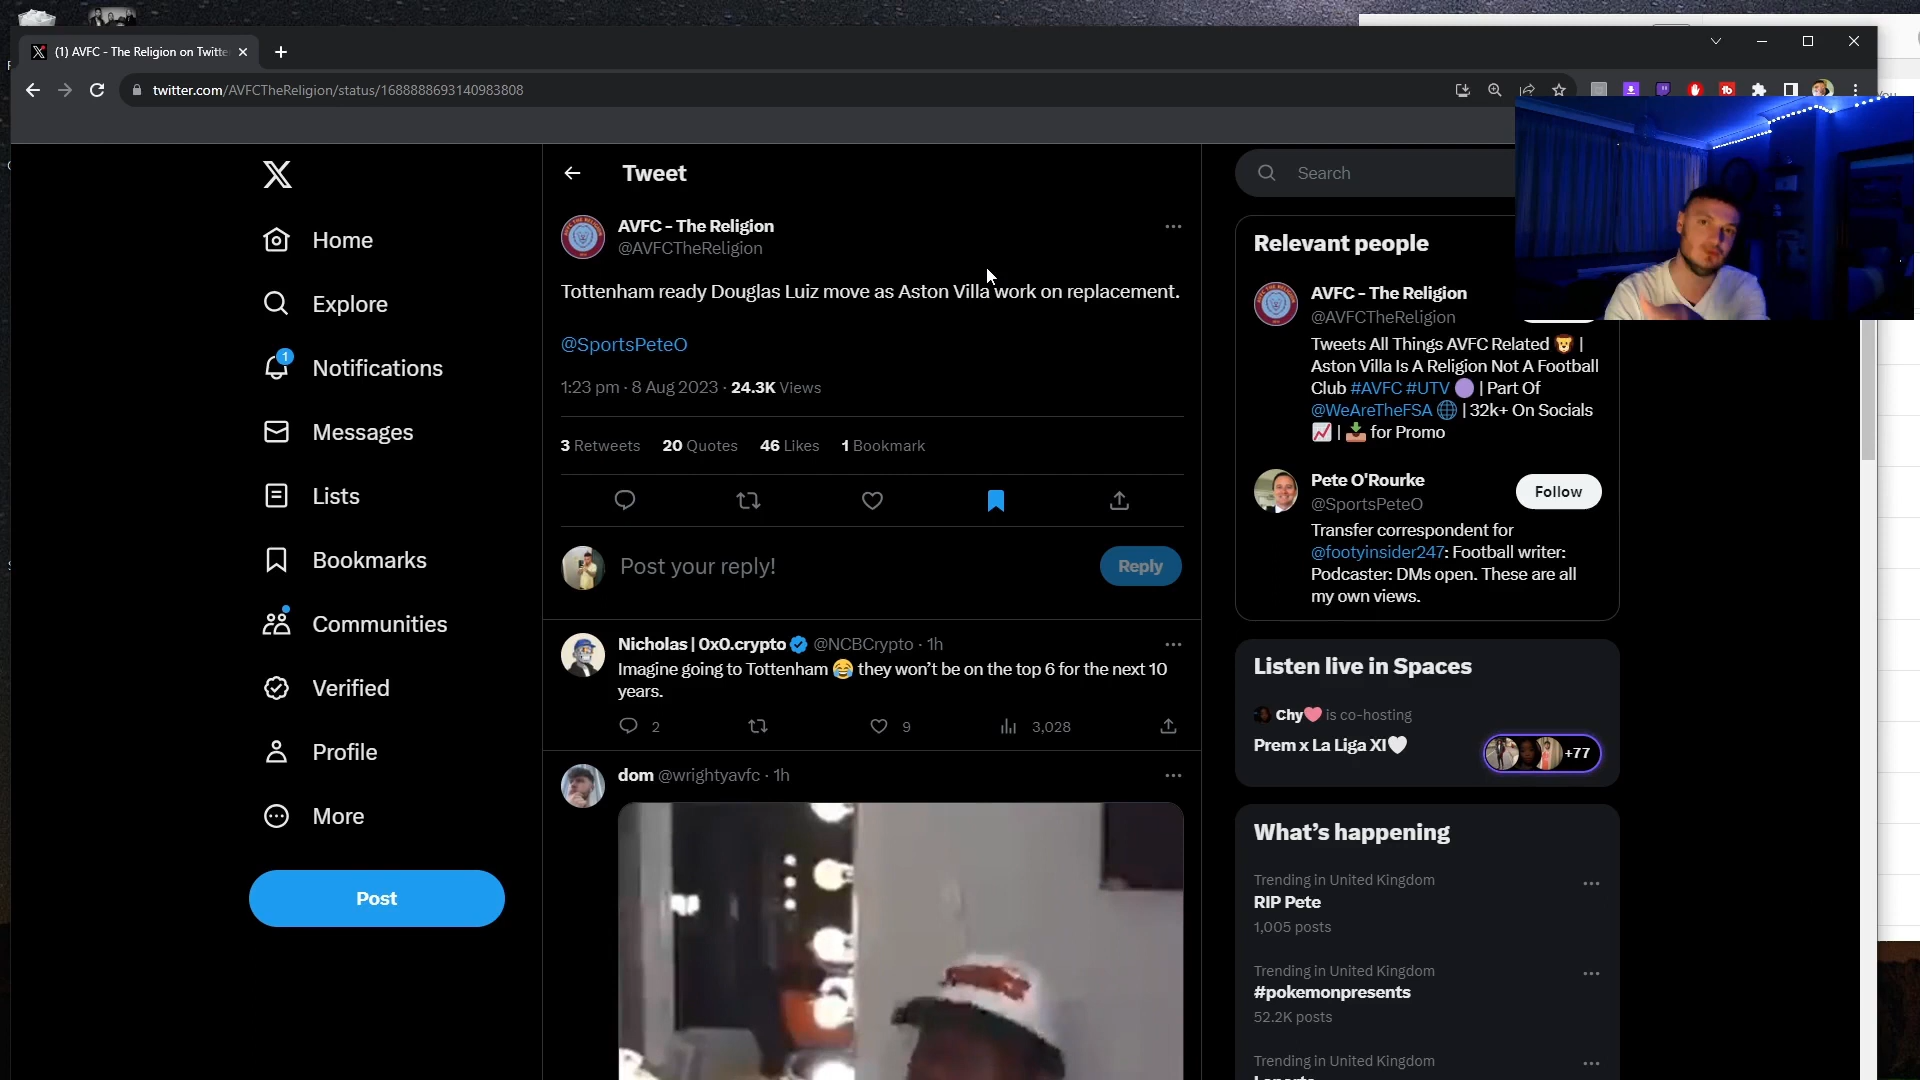 (1) AVFC - The Religion on Twitte
twitter.com/AVFCTheReligion/status/1688888693140983808
Tweet
Search
Home
Explore
1
Notifications
Messages
Lists
Bookmarks
Communities
Verified
Profile
More
Post
AVFC - The Religion
@AVFCTheReligion
Tottenham ready Douglas Luiz move as Aston Villa work on replacement.
@SportsPeteO
1:23 pm · 8 Aug 2023 · 24.3K Views
3 Retweets 20 Quotes 46 Likes 1 Bookmark
Post your reply!
Reply
Nicholas | 0x0.crypto @NCBCrypto · 1h
Imagine going to Tottenham 😂 they won't be on the top 6 for the next 10
years.
2 9 3,028
dom @wrightyavfc · 1h
Relevant people
AVFC - The Religion
@AVFCTheReligion
Tweets All Things AVFC Related 🦁 |
Aston Villa Is A Religion Not A Football
Club #AVFC #UTV 🟣 | Part Of
@WeAreTheFSA 🌐 | 32k+ On Socials
📈 | 📥 for Promo
Pete O'Rourke
@SportsPeteO
Follow
Transfer correspondent for
@footyinsider247: Football writer:
Podcaster: DMs open. These are all
my own views.
Listen live in Spaces
Chy🩷 is co-hosting
Prem x La Liga XI🤍
+77
What's happening
Trending in United Kingdom
RIP Pete
1,005 posts
Trending in United Kingdom
#pokemonpresents
52.2K posts
Trending in United Kingdom